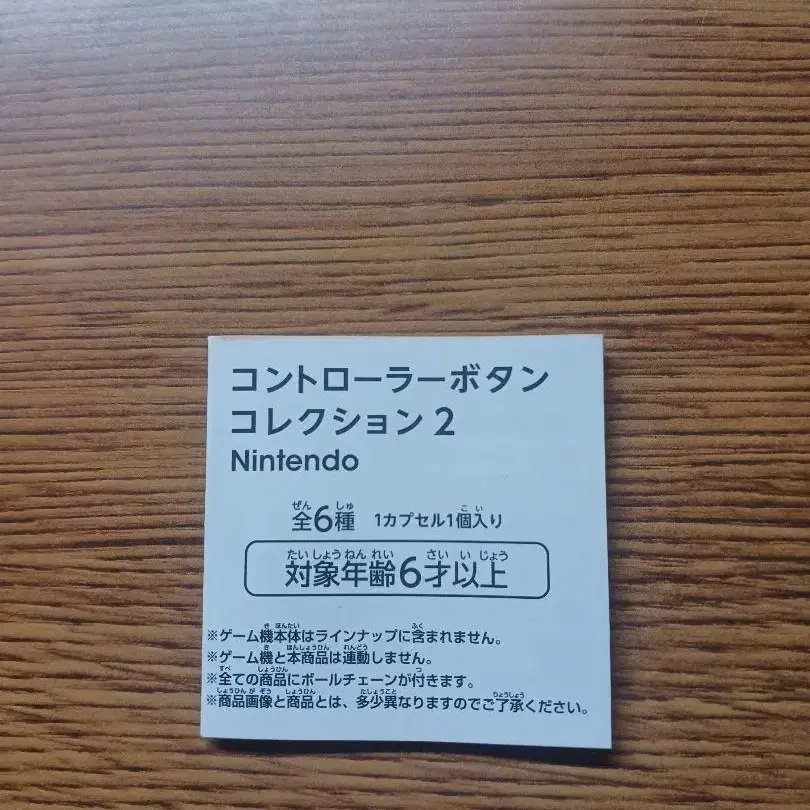 コントローラーボタン
コレクション2
Nintendo
全6種 1カプセル1個入り
対象年齢6才以上
※ゲーム機本体はラインナップに含まれません。
※ゲーム機と本商品は連動しません。
※全ての商品にボールチェーンが付きます。
※商品画像と商品とは、多少異なりますのでご了承ください。